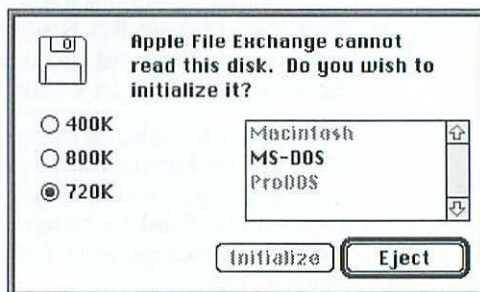 Apple File Exchange cannot
read this disk. Do you wish to
initialize it?
400K
800K
720K
Macintosh
MS-DOS
ProDOS
Initialize
Eject